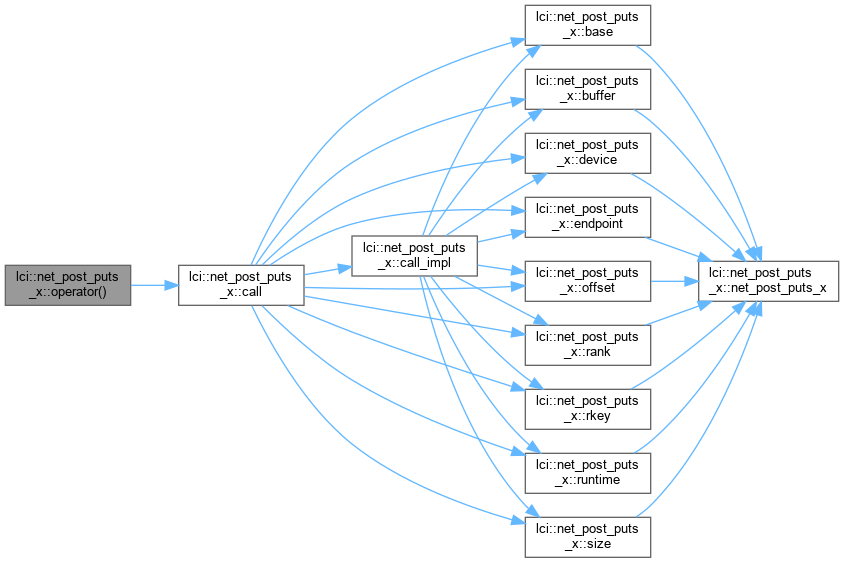 lci::net_post_puts
_x::operator()
lci::net_post_puts
_x::call
lci::net_post_puts
_x::call_impl
lci::net_post_puts
_x::base
lci::net_post_puts
_x::buffer
lci::net_post_puts
_x::device
lci::net_post_puts
_x::endpoint
lci::net_post_puts
_x::offset
lci::net_post_puts
_x::rank
lci::net_post_puts
_x::rkey
lci::net_post_puts
_x::runtime
lci::net_post_puts
_x::size
lci::net_post_puts
_x::net_post_puts_x